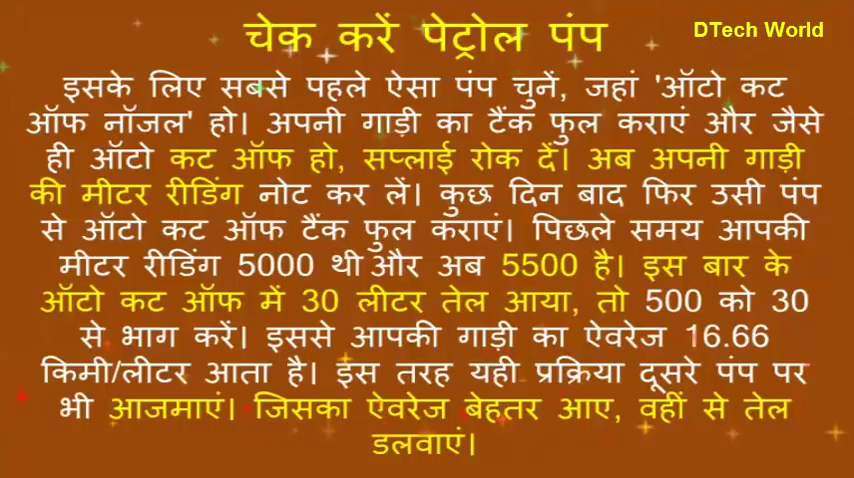 चेक करें पेट्रोल पंप
DTech World
इसके लिए सबसे पहले ऐसा पंप चुनें, जहां 'ऑटो कट
ऑफ नॉजल' हो। अपनी गाड़ी का टैंक फुल कराएं और जैसे
ही ऑटो कट ऑफ हो, सप्लाई रोक दें। अब अपनी गाड़ी
की मीटर रीडिंग नोट कर लें। कुछ दिन बाद फिर उसी पंप
से ऑटो कट ऑफ टैंक फुल कराएं। पिछले समय आपकी
मीटर रीडिंग 5000 थी और अब 5500 है। इस बार के
ऑटो कट ऑफ में 30 लीटर तेल आया, तो 500 को 30
से भाग करें। इससे आपकी गाड़ी का ऐवरेज 16.66
किमी/लीटर आता है। इस तरह यही प्रक्रिया दूसरे पंप पर
भी आजमाएं। जिसका ऐवरेज बेहतर आए, वहीं से तेल
डलवाएं।